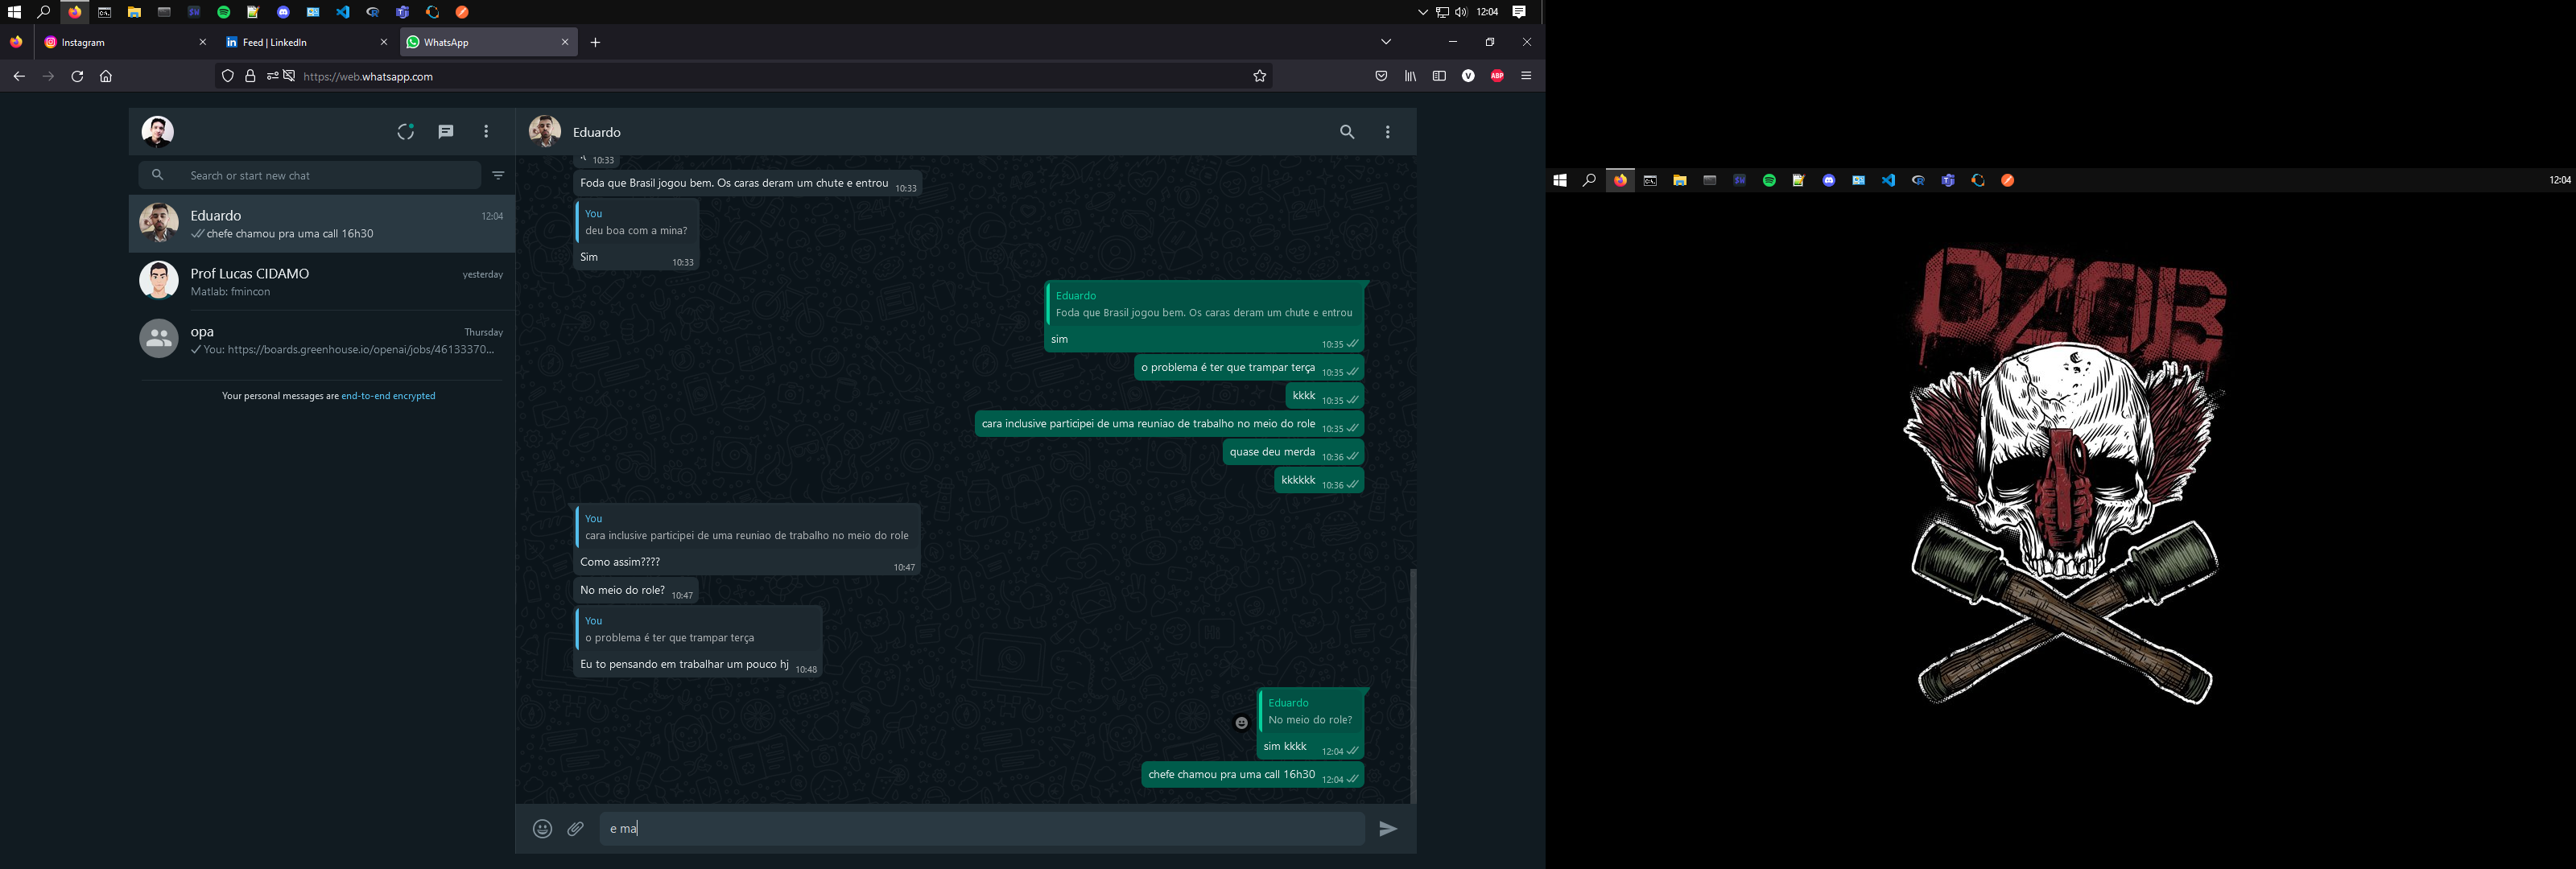 12:04
Instagram
Feed | LinkedIn
WhatsApp
https://web.whatsapp.com
ABP
Eduardo
Search or start new chat
Eduardo
12:04
chefe chamou pra uma call 16h30
Prof Lucas CIDAMO
yesterday
Matlab: fmincon
opa
Thursday
You: https://boards.greenhouse.io/openai/jobs/46133370...
Your personal messages are end-to-end encrypted
:( 10:33
Foda que Brasil jogou bem. Os caras deram um chute e entrou 10:33
You
deu boa com a mina?
Sim 10:33
Eduardo
Foda que Brasil jogou bem. Os caras deram um chute e entrou
sim 10:35
o problema é ter que trampar terça 10:35
kkkk 10:35
cara inclusive participei de uma reuniao de trabalho no meio do role 10:35
quase deu merda 10:36
kkkkkk 10:36
You
cara inclusive participei de uma reuniao de trabalho no meio do role
Como assim???? 10:47
No meio do role? 10:47
You
o problema é ter que trampar terça
Eu to pensando em trabalhar um pouco hj 10:48
Eduardo
No meio do role?
sim kkkk 12:04
chefe chamou pra uma call 16h30 12:04
e ma
12:04
OZOB